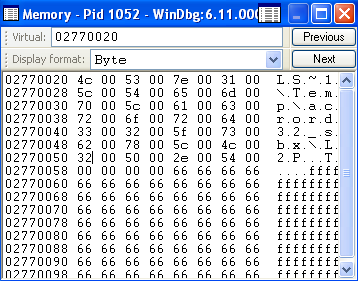 Memory - Pid 1052 - WinDbg:6.11.000
Virtual: 02770020 Previous
Display format: Byte Next
02770020 4c 00 53 00 7e 00 31 00 L.S.~.1.
02770028 5c 00 54 00 65 00 6d 00 \.T.e.m.
02770030 70 00 5c 00 61 00 63 00 p.\.a.c.
02770038 72 00 6f 00 72 00 64 00 r.o.r.d.
02770040 33 00 32 00 5f 00 73 00 3.2._.s.
02770048 62 00 78 00 5c 00 4c 00 b.x.\.L.
02770050 32 00 50 00 2e 00 54 00 2.P...T.
02770058 00 00 00 00 66 66 66 66 ....ffff
02770060 66 66 66 66 66 66 66 66 ffffffff
02770068 66 66 66 66 66 66 66 66 ffffffff
02770070 66 66 66 66 66 66 66 66 ffffffff
02770078 66 66 66 66 66 66 66 66 ffffffff
02770080 66 66 66 66 66 66 66 66 ffffffff
02770088 66 66 66 66 66 66 66 66 ffffffff
02770090 66 66 66 66 66 66 66 66 ffffffff
02770098 66 66 66 66 66 66 66 66 ffffffff